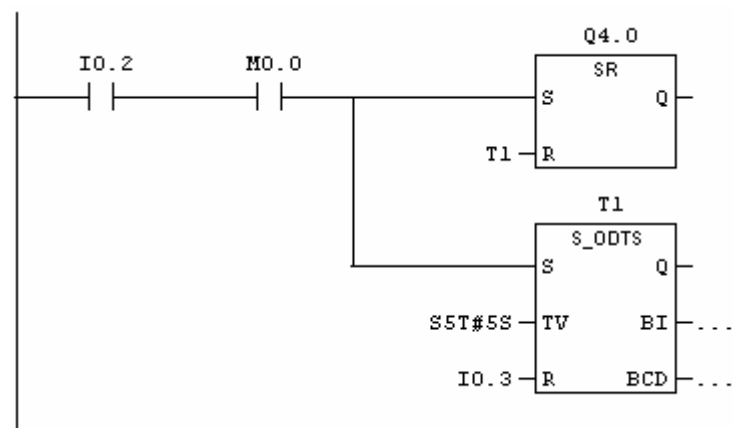 Q4.0
I0.2 M0.0 SR
S Q
T1 R
T1
S_ODTS
S Q
S5T#5S TV BI ...
I0.3 R BCD ...